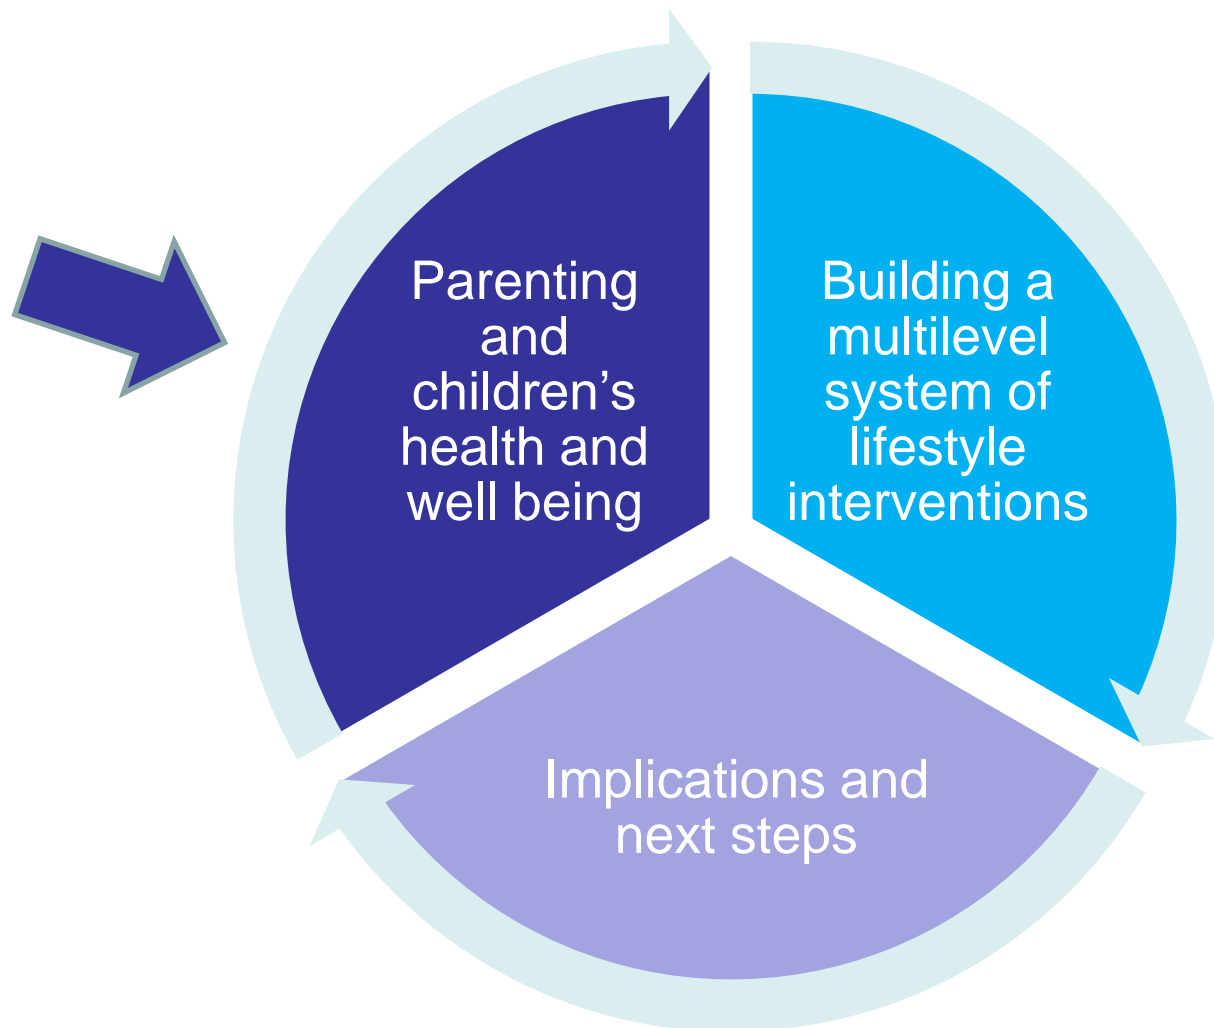 Parenting
and
children’s
health and
well being
Building a
multilevel
system of
lifestyle
interventions
Implications and
next steps